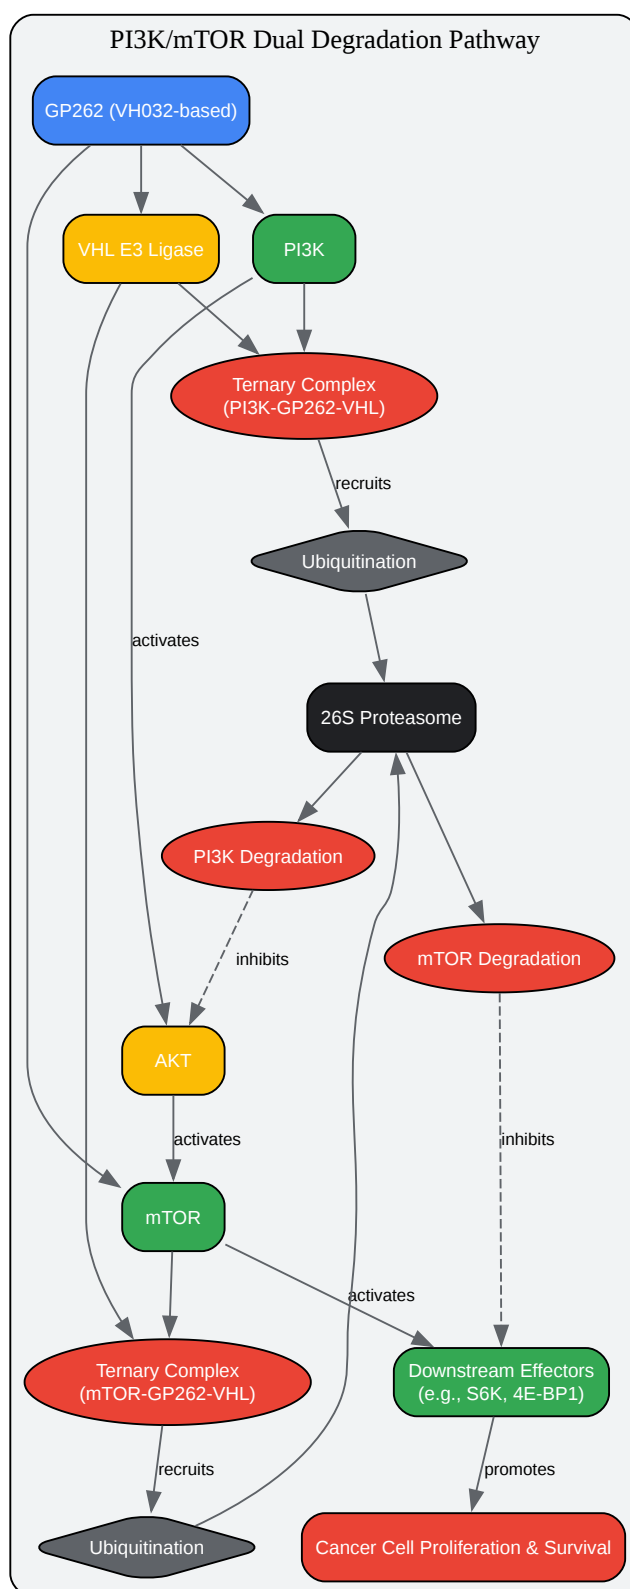 PI3K/mTOR Dual Degradation Pathway
GP262 (VH032-based)
VHL E3 Ligase
PI3K
Ternary Complex
(PI3K-GP262-VHL)
recruits
Ubiquitination
activates
26S Proteasome
PI3K Degradation
mTOR Degradation
inhibits
AKT
activates
inhibits
mTOR
activates
Ternary Complex
(mTOR-GP262-VHL)
Downstream Effectors
(e.g., S6K, 4E-BP1)
recruits
promotes
Ubiquitination
Cancer Cell Proliferation & Survival